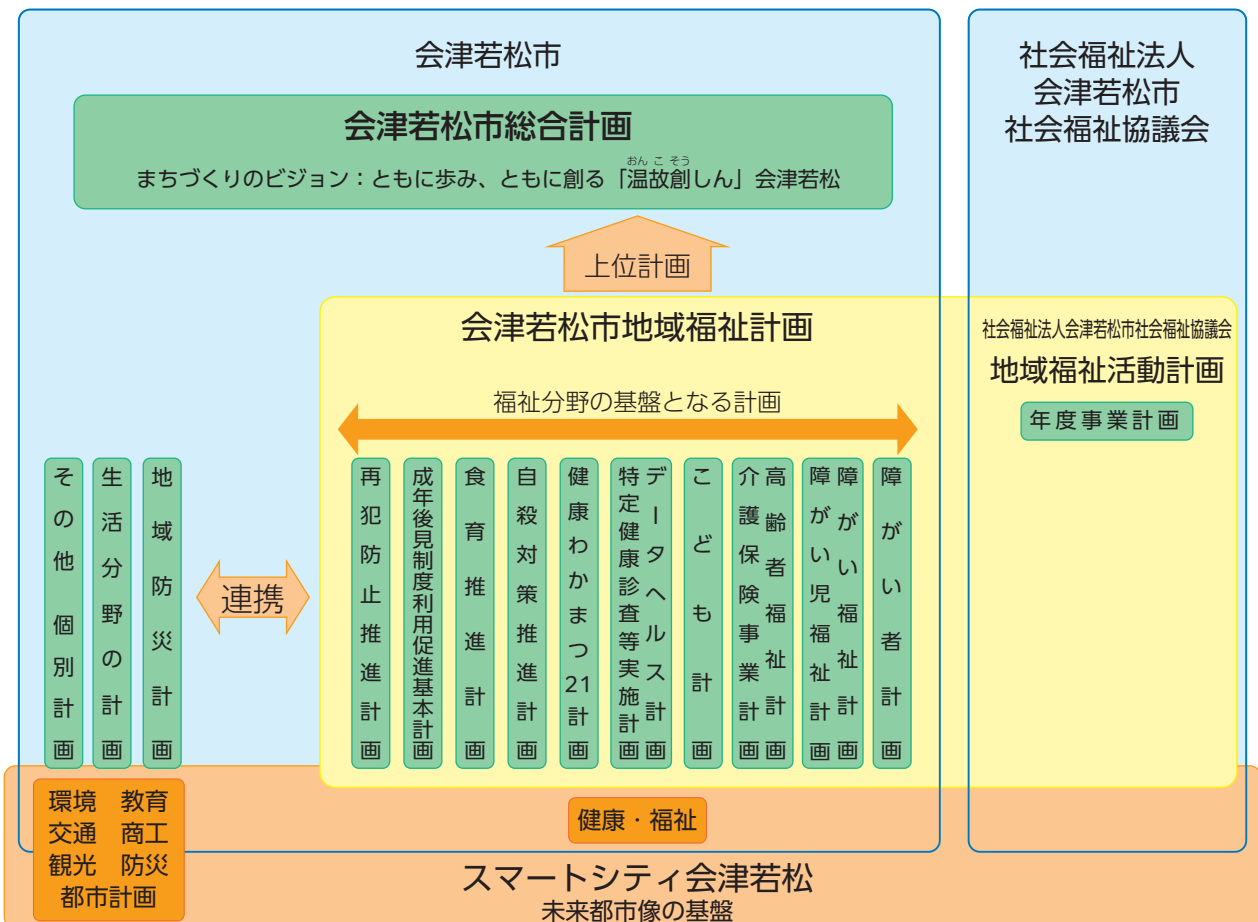 会津若松市
会津若松市総合計画
まちづくりのビジョン：ともに歩み、ともに創る「温故創しん」会津若松
おんこそう
上位計画
社会福祉法人
会津若松市
社会福祉協議会
会津若松市地域福祉計画
福祉分野の基盤となる計画
社会福祉法人会津若松市社会福祉協議会
地域福祉活動計画
年度事業計画
その他 個別計画
生活分野の計画
地域防災計画
連携
再犯防止推進計画
成年後見制度利用促進基本計画
食育推進計画
自殺対策推進計画
健康わかまつ21計画
データヘルス計画
特定健康診査等実施計画
こども計画
高齢者福祉計画
介護保険事業計画
障がい福祉計画
障がい児福祉計画
障がい者計画
環境 教育
交通 商工
観光 防災
都市計画
健康・福祉
スマートシティ会津若松
未来都市像の基盤